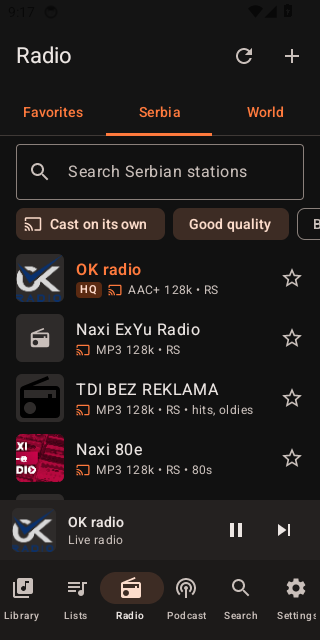 9:17
Radio
Favorites
Serbia
World
Search Serbian stations
Cast on its own
Good quality
OK radio
HQ AAC+ 128k • RS
Naxi ExYu Radio
MP3 128k • RS
TDI BEZ REKLAMA
MP3 128k • RS • hits, oldies
Naxi 80e
MP3 128k • RS • 80s
OK radio
Live radio
Library
Lists
Radio
Podcast
Search
Settings